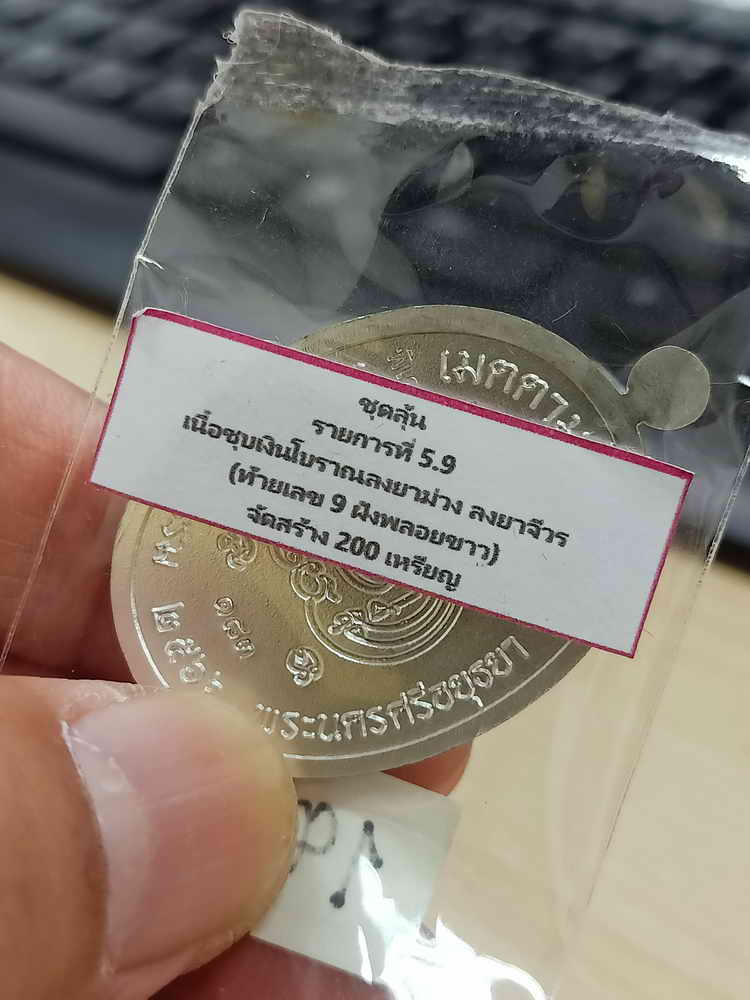 เมตตา
ชุดลุ้น
รายการที่ 5.9
เนื้อชุบเงินโบราณลงยาม่วง ลงยาจีวร
(ท้ายเลข 9 ฝังพลอยขาว)
จัดสร้าง 200 เหรียญ
๑๘๓
พระนครศรีอยุธยา